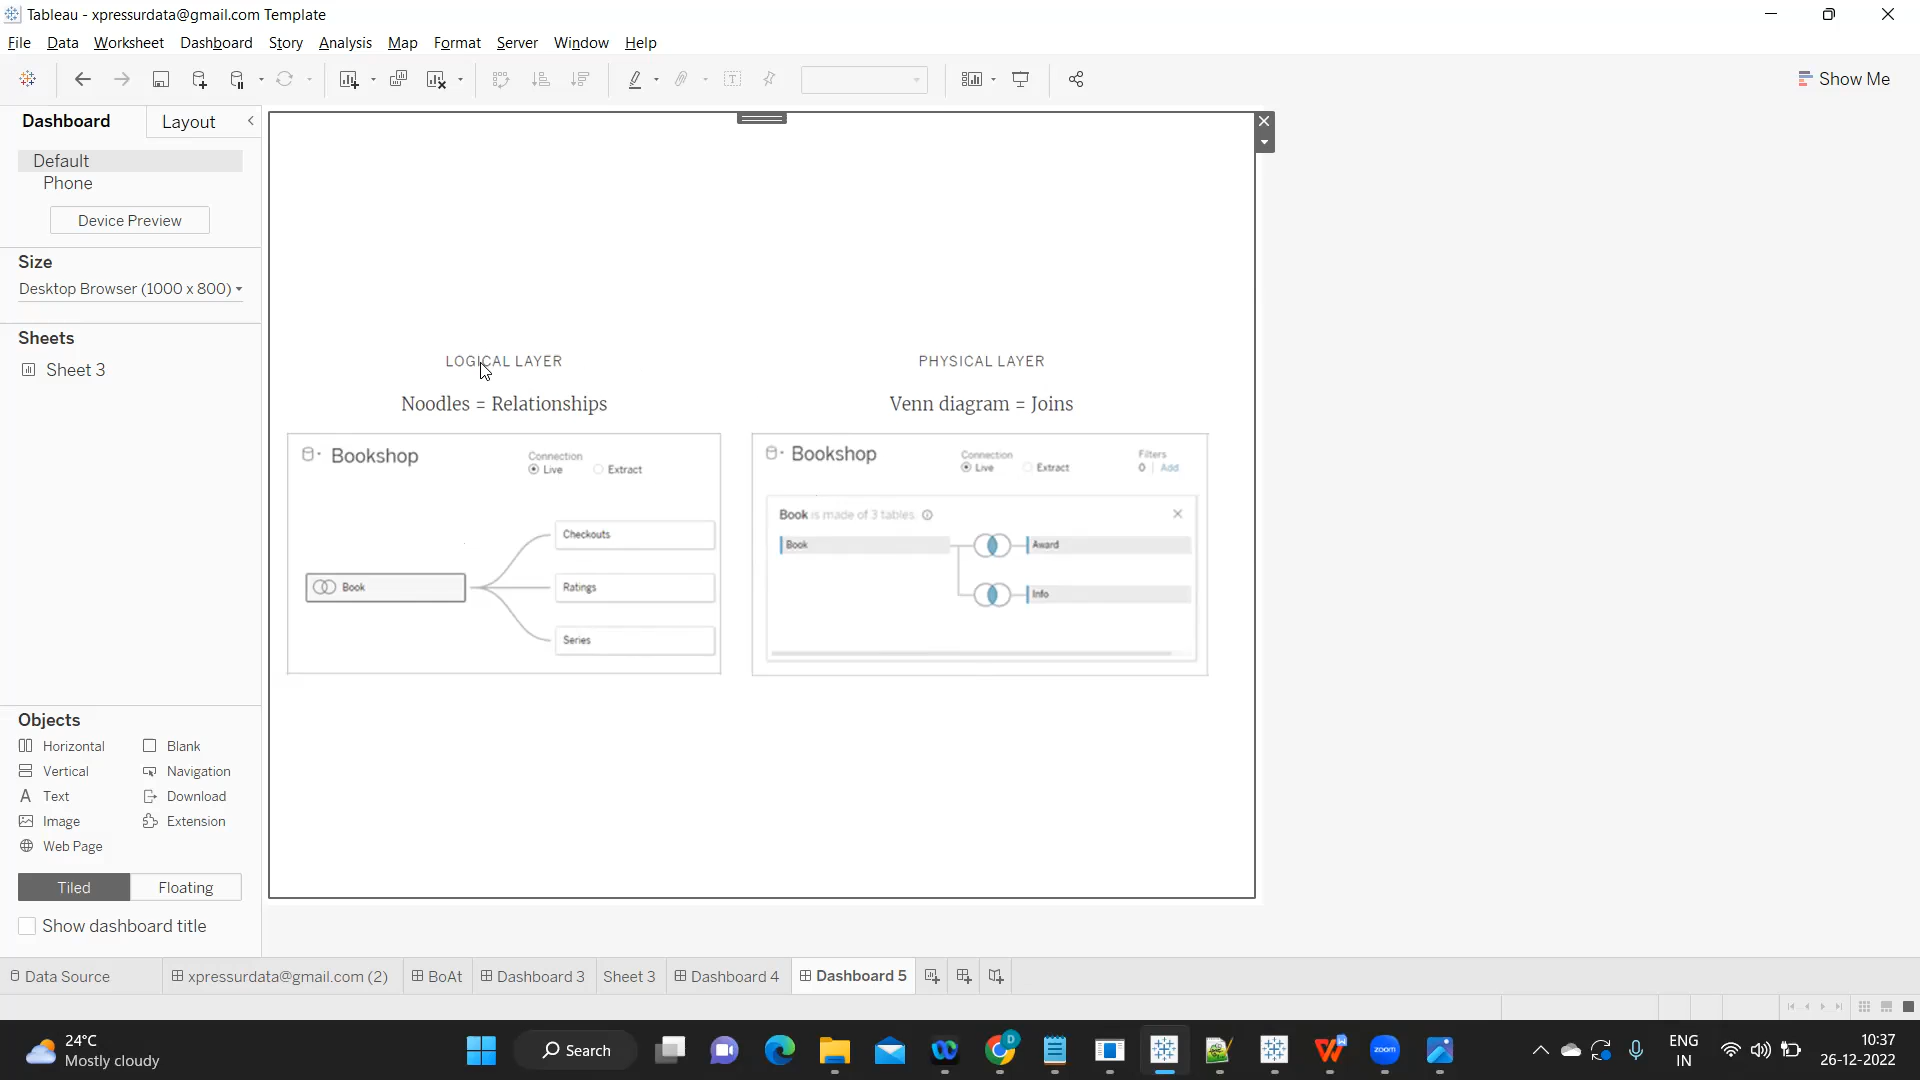 Tableau - xpressurdata@gmail.com Template
File Data Worksheet Dashboard Story Analysis Map Format Server Window Help
Show Me
Dashboard Layout
Default
Phone
Device Preview
Size
Desktop Browser (1000 x 800)
Sheets
Sheet 3
LOGICAL LAYER
Noodles = Relationships
Bookshop
Connection
Live Extract
Checkouts
Book
Ratings
Series
PHYSICAL LAYER
Venn diagram = Joins
Bookshop
Connection
Live Extract
Filters
0 | Add
Book is made of 3 tables.
Book
Award
Info
Objects
Horizontal Blank
Vertical Navigation
Text Download
Image Extension
Web Page
Tiled Floating
Show dashboard title
Data Source xpressurdata@gmail.com (2) BoAt Dashboard 3 Sheet 3 Dashboard 4 Dashboard 5
24°C
Mostly cloudy
Search
zoom
ENG
IN
10:37
26-12-2022